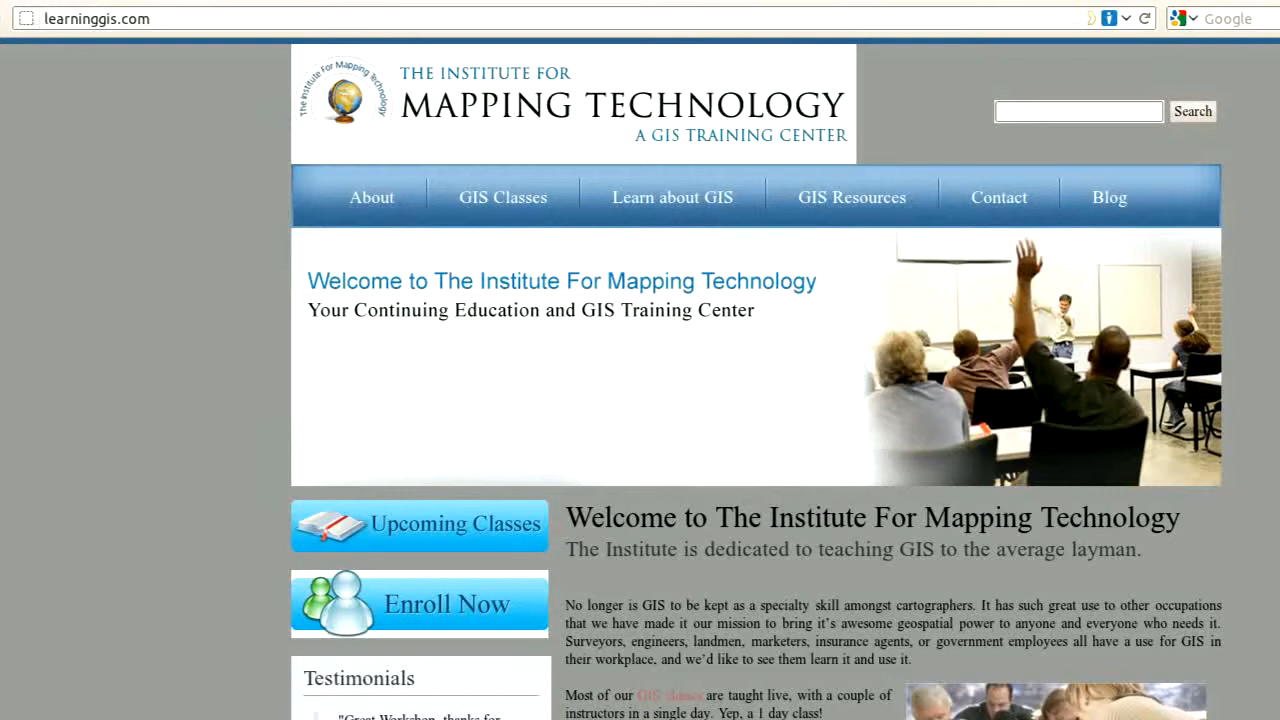 learninggis.com
Google
The Institute For Mapping Technology
THE INSTITUTE FOR
MAPPING TECHNOLOGY
A GIS TRAINING CENTER
Search
About
GIS Classes
Learn about GIS
GIS Resources
Contact
Blog
Welcome to The Institute For Mapping Technology
Your Continuing Education and GIS Training Center
Upcoming Classes
Enroll Now
Testimonials
"Great Workshop, thanks for
Welcome to The Institute For Mapping Technology
The Institute is dedicated to teaching GIS to the average layman.
No longer is GIS to be kept as a specialty skill amongst cartographers. It has such great use to other occupations
that we have made it our mission to bring it's awesome geospatial power to anyone and everyone who needs it.
Surveyors, engineers, landmen, marketers, insurance agents, or government employees all have a use for GIS in
their workplace, and we'd like to see them learn it and use it.
Most of our GIS classes are taught live, with a couple of
instructors in a single day. Yep, a 1 day class!